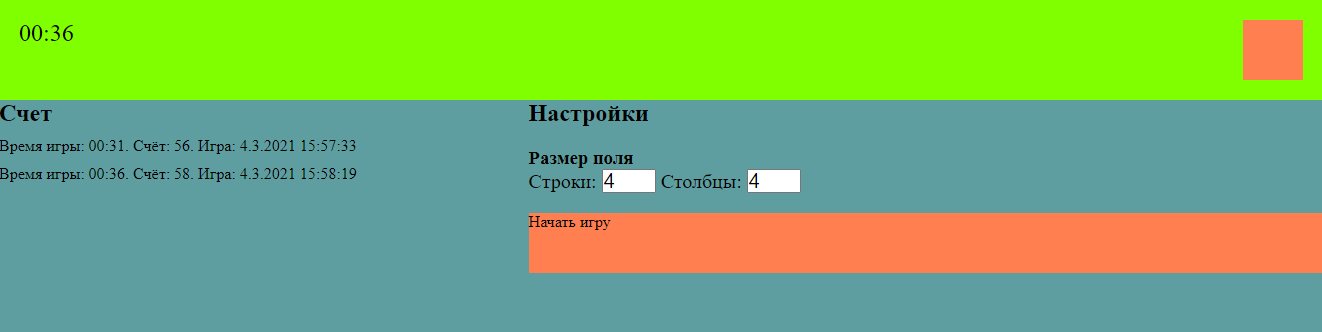 00:36
Счет
Время игры: 00:31. Счёт: 56. Игра: 4.3.2021 15:57:33
Время игры: 00:36. Счёт: 58. Игра: 4.3.2021 15:58:19
Настройки
Размер поля
Строки: 4 Столбцы: 4
Начать игру